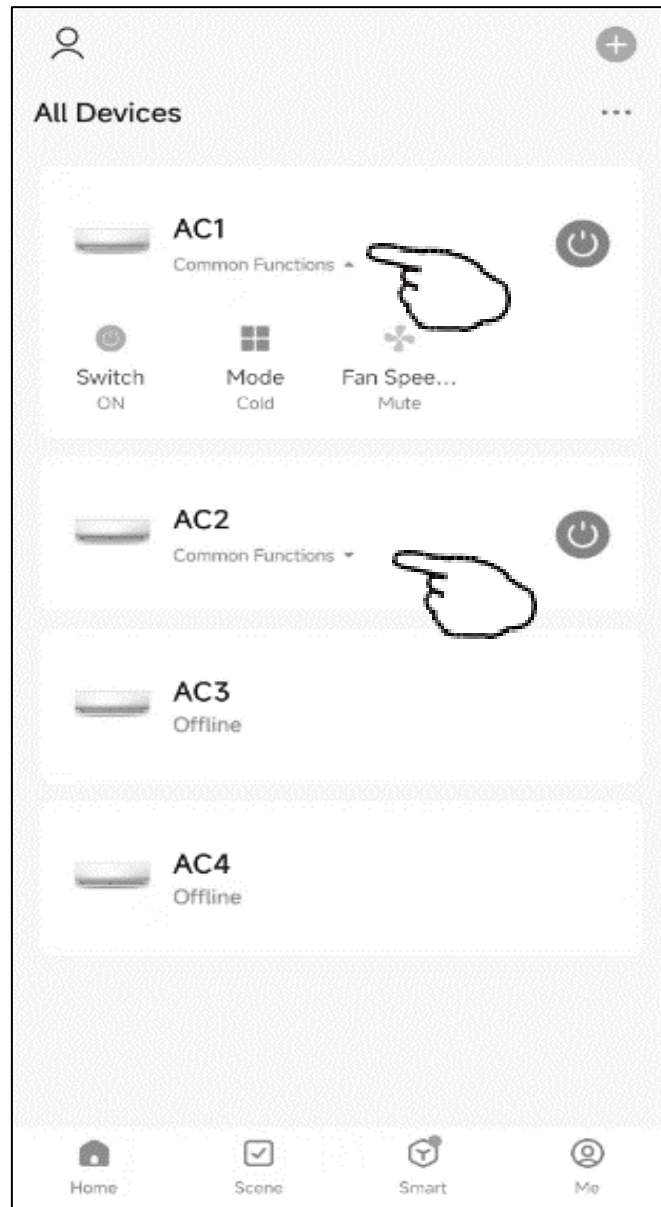 All Devices
AC1
Common Functions
Switch Mode Fan Spee...
ON Cold Mute
AC2
Common Functions
AC3
Offline
AC4
Offline
Home Scene Smart Me